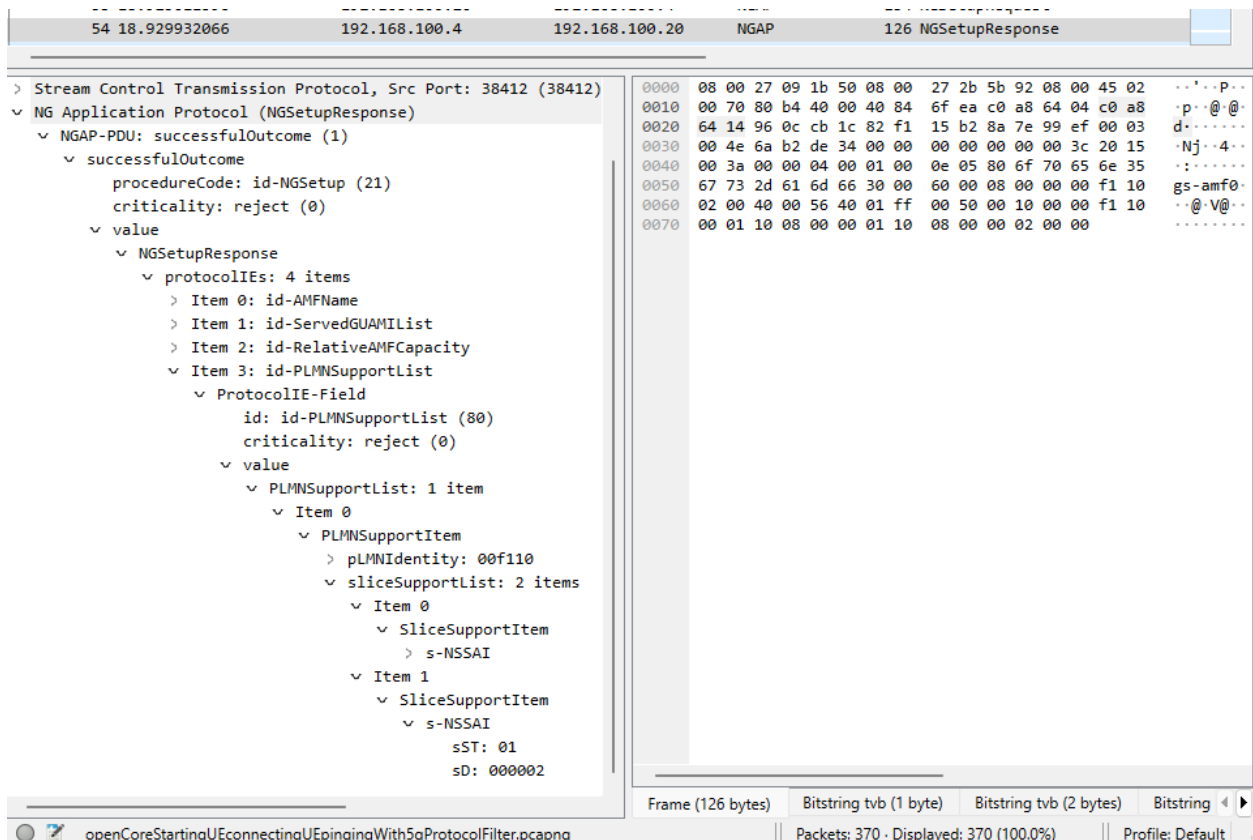 54 18.929932066 192.168.100.4 192.168.100.20 NGAP 126 NGSetupResponse
> Stream Control Transmission Protocol, Src Port: 38412 (38412)
NG Application Protocol (NGSetupResponse)
NGAP-PDU: successfulOutcome (1)
successfulOutcome
procedureCode: id-NGSetup (21)
criticality: reject (0)
value
NGSetupResponse
protocolIEs: 4 items
> Item 0: id-AMFName
> Item 1: id-ServedGUAMIList
> Item 2: id-RelativeAMFCapacity
Item 3: id-PLMNSupportList
ProtocolIE-Field
id: id-PLMNSupportList (80)
criticality: reject (0)
value
PLMNSupportList: 1 item
Item 0
PLMNSupportItem
> pLMNIdentity: 00f110
sliceSupportList: 2 items
Item 0
SliceSupportItem
> s-NSSAI
Item 1
SliceSupportItem
s-NSSAI
sST: 01
sD: 000002
0000 08 00 27 09 1b 50 08 00 27 2b 5b 92 08 00 45 02 ··'··P··
0010 00 70 80 b4 40 00 40 84 6f ea c0 a8 64 04 c0 a8 ·p··@·@·
0020 64 14 96 0c cb 1c 82 f1 15 b2 8a 7e 99 ef 00 03 d·······
0030 00 4e 6a b2 de 34 00 00 00 00 00 00 00 3c 20 15 ·Nj··4··
0040 00 3a 00 00 04 00 01 00 0e 05 80 6f 70 65 6e 35 ·:······
0050 67 73 2d 61 6d 66 30 00 60 00 08 00 00 00 f1 10 gs-amf0·
0060 02 00 40 00 56 40 01 ff 00 50 00 10 00 00 f1 10 ··@·V@··
0070 00 01 10 08 00 00 01 10 08 00 00 02 00 00 ········
Frame (126 bytes) Bitstring tvb (1 byte) Bitstring tvb (2 bytes) Bitstring
openCoreStartingUEconnectingUEpingingWith5gProtocolFilter.pcapng Packets: 370 · Displayed: 370 (100.0%) Profile: Default